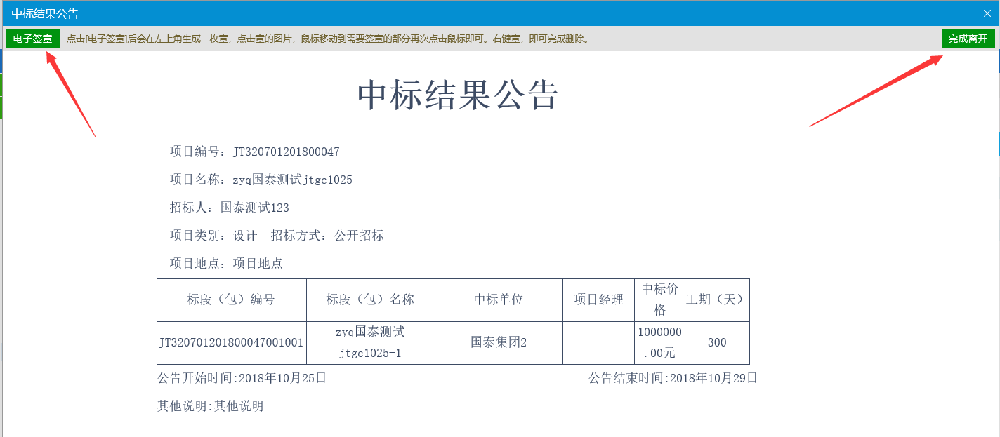 中标结果公告
电子签章 点击[电子签章]后会在左上角生成一枚章，点击章的图片，鼠标移动到需要签章的部分再次点击鼠标即可。右键章，即可完成删除。 完成离开
中标结果公告
项目编号：JT320701201800047
项目名称：zyq国泰测试jtgc1025
招标人：国泰测试123
项目类别：设计 招标方式：公开招标
项目地点：项目地点
标段（包）编号 标段（包）名称 中标单位 项目经理 中标价格 工期（天）
JT320701201800047001001 zyq国泰测试jtgc1025-1 国泰集团2 1000000.00元 300
公告开始时间:2018年10月25日 公告结束时间:2018年10月29日
其他说明:其他说明